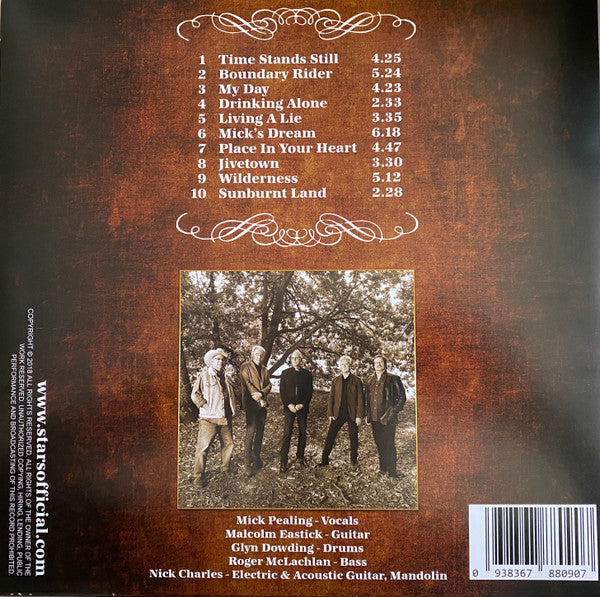 1 Time Stands Still 4.25
2 Boundary Rider 5.24
3 My Day 4.23
4 Drinking Alone 2.33
5 Living A Lie 3.35
6 Mick's Dream 6.18
7 Place In Your Heart 4.47
8 Jivetown 3.30
9 Wilderness 5.12
10 Sunburnt Land 2.28
Mick Pealing - Vocals
Malcolm Eastick - Guitar
Glyn Dowding - Drums
Roger McLachlan - Bass
Nick Charles - Electric & Acoustic Guitar, Mandolin
www.starsofficial.com
COPYRIGHT © 2018 ALL RIGHTS RESERVED. ALL RIGHTS OF THE OWNER OF THE
WORK RESERVED. UNAUTHORIZED COPYING, HIRING, LENDING, PUBLIC
PERFORMANCE AND BROADCASTING OF THIS RECORD PROHIBITED.
0 938367 880907